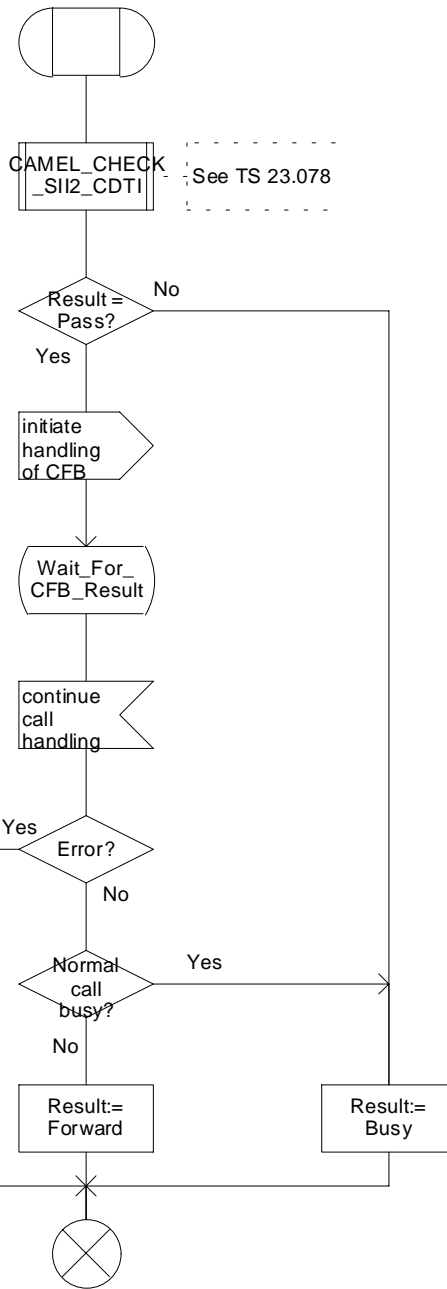 CAMEL_CHECK
_SII2_CDTI
See TS 23.078
Result =
Pass?
No
Yes
initiate
handling
of CFB
Wait_For_
CFB_Result
continue
call
handling
Yes
Error?
No
Normal
call
busy?
Yes
No
Result:=
Forward
Result:=
Busy